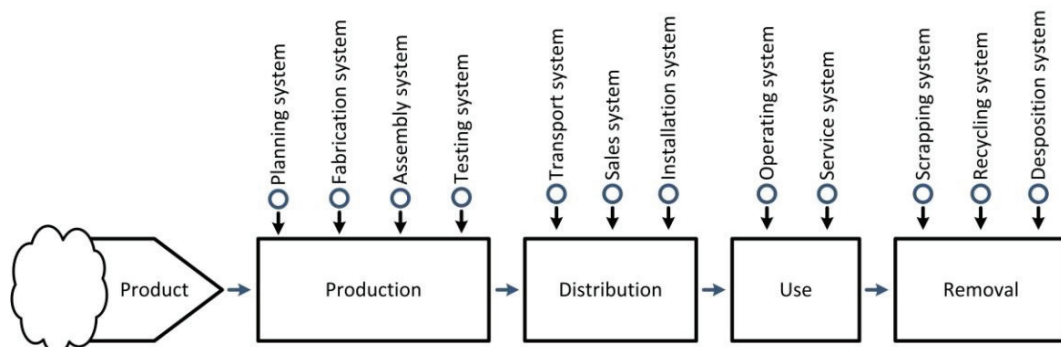 Planning system
Fabrication system
Assembly system
Testing system
Transport system
Sales system
Installation system
Operating system
Service system
Scrapping system
Recycling system
Desposition system
Product
Production
Distribution
Use
Removal